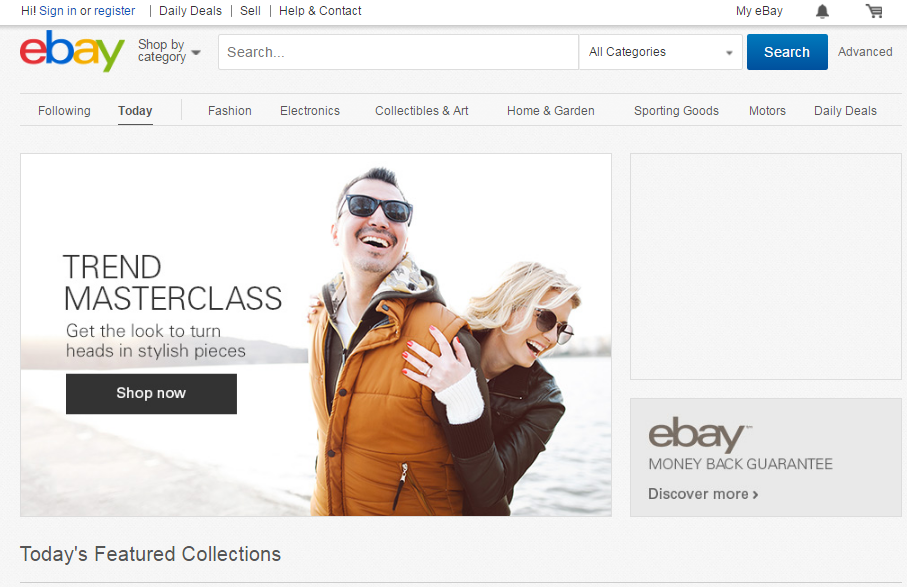 Hi! Sign in or register | Daily Deals | Sell | Help & Contact My eBay
ebay
Shop by
category
Search...
All Categories
Search
Advanced
Following Today Fashion Electronics Collectibles & Art Home & Garden Sporting Goods Motors Daily Deals
TREND
MASTERCLASS
Get the look to turn
heads in stylish pieces
Shop now
ebay™
MONEY BACK GUARANTEE
Discover more ›
Today's Featured Collections